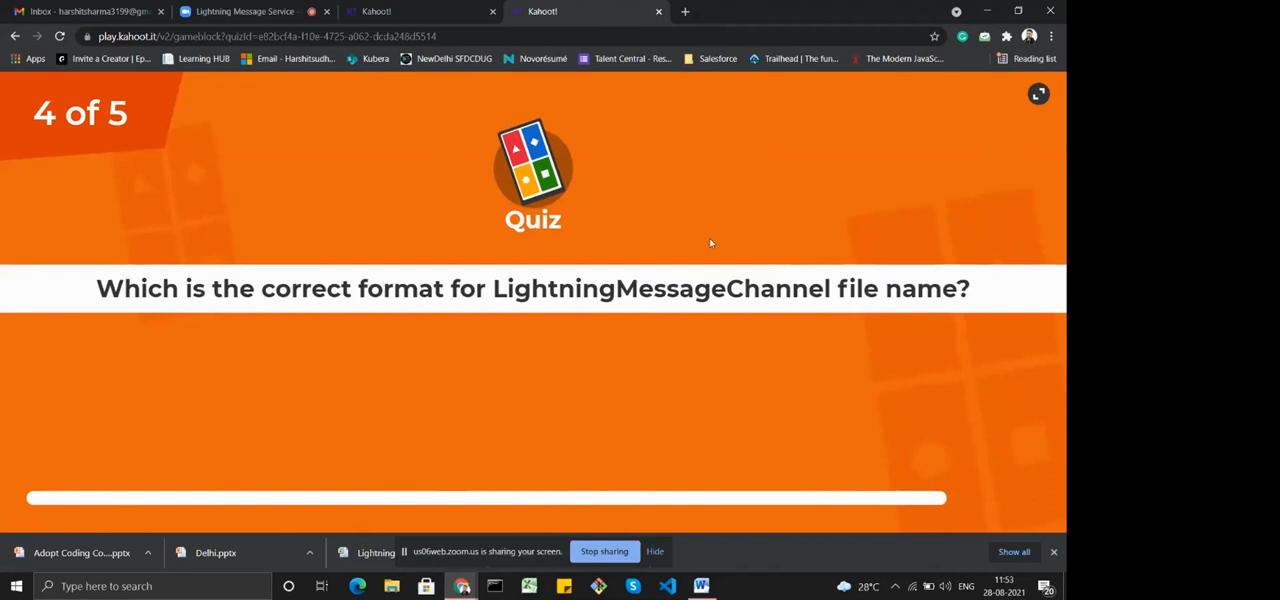 Inbox - harshitsharma3199@gm
Lightning Message Service -
Kahoot!
Kahoot!
play.kahoot.it/v2/gameblock?quizId=e82bcf4a-f10e-4725-a062-dcda248d5514
Apps
Invite a Creator | Ep...
Learning HUB
Email - Harshitsudh...
Kubera
NewDelhi SFDCDUG
Novorésumé
Talent Central - Res...
Salesforce
Trailhead | The fun...
The Modern JavaSc...
Reading list
4 of 5
Quiz
Which is the correct format for LightningMessageChannel file name?
Adopt Coding Co....pptx
Delhi.pptx
Lightning
us06web.zoom.us is sharing your screen.
Stop sharing
Hide
Show all
Type here to search
28°C
ENG
11:53
28-08-2021
20